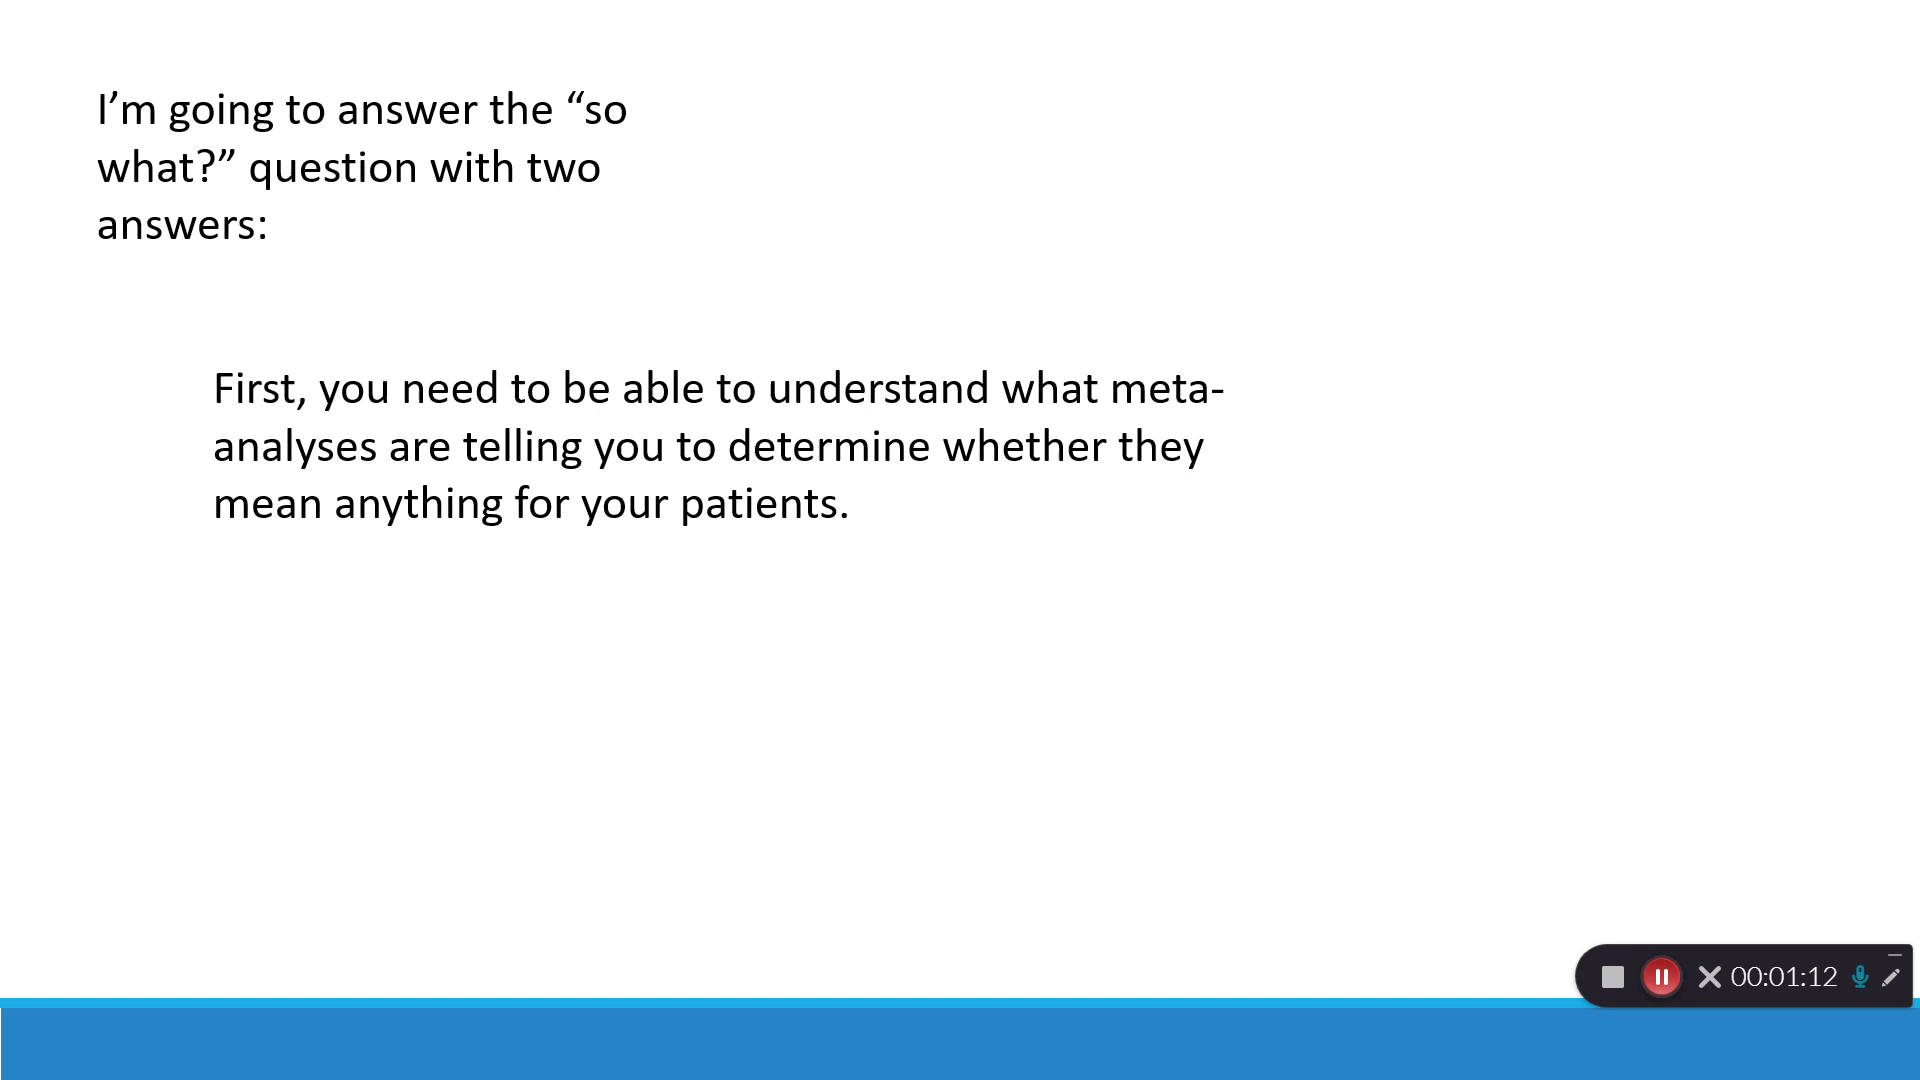 I’m going to answer the “so
what?” question with two
answers:
First, you need to be able to understand what meta-
analyses are telling you to determine whether they
mean anything for your patients.
00:01:12